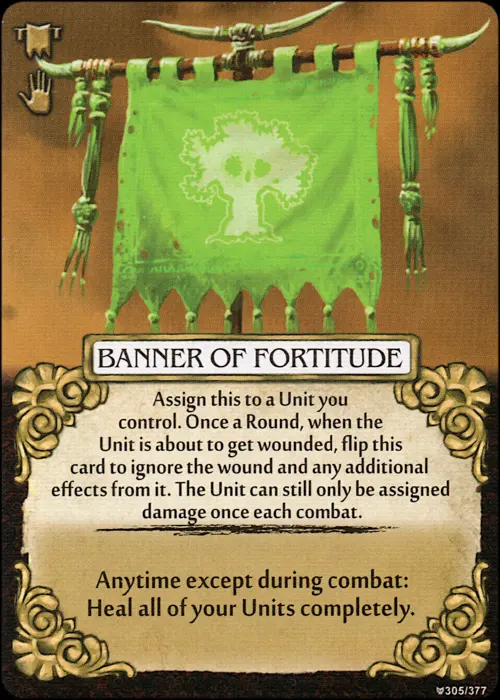 BANNER OF FORTITUDE
Assign this to a Unit you
control. Once a Round, when the
Unit is about to get wounded, flip this
card to ignore the wound and any additional
effects from it. The Unit can still only be assigned
damage once each combat.
Anytime except during combat:
Heal all of your Units completely.
305/377